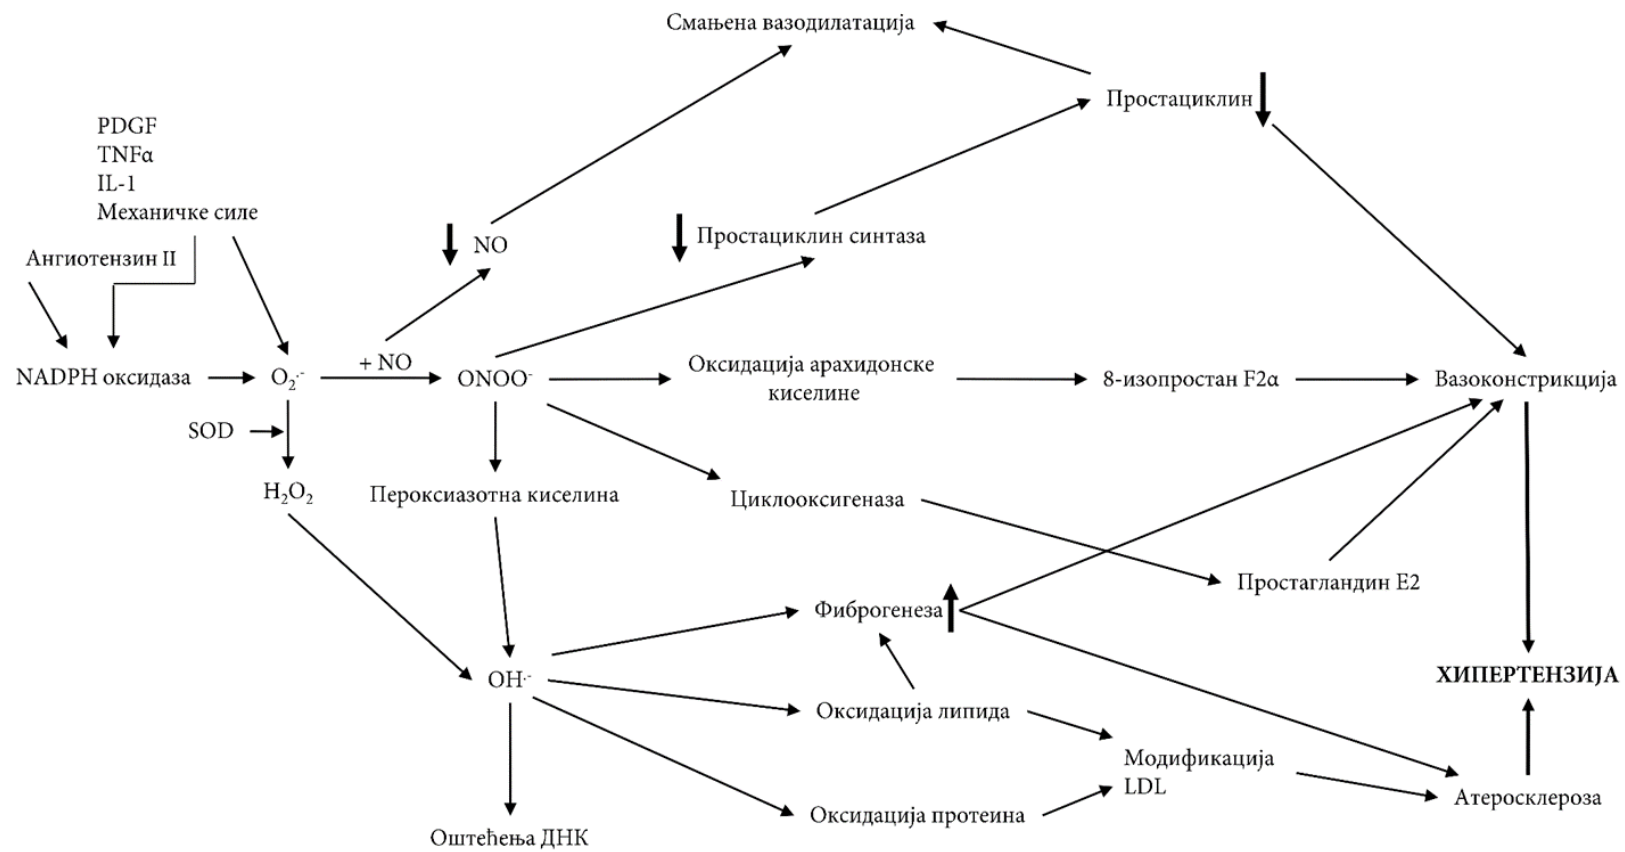 Смањена вазодилатација
Простациклин
PDGF
TNFα
IL-1
Механичке силе
Ангиотензин II
NO
Простациклин синтаза
NADPH оксидаза
O₂·-
+ NO
ONOO-
Оксидација арахидонске
киселине
8-изопростан F2α
Вазоконстрикција
SOD
H₂O₂
Пероксиазотна киселина
Циклооксигеназа
Простагландин E2
Фиброгенеза
OH·-
ХИПЕРТЕНЗИЈА
Оксидација липида
Модификација
LDL
Атеросклероза
Оксидација протеина
Оштећења ДНК